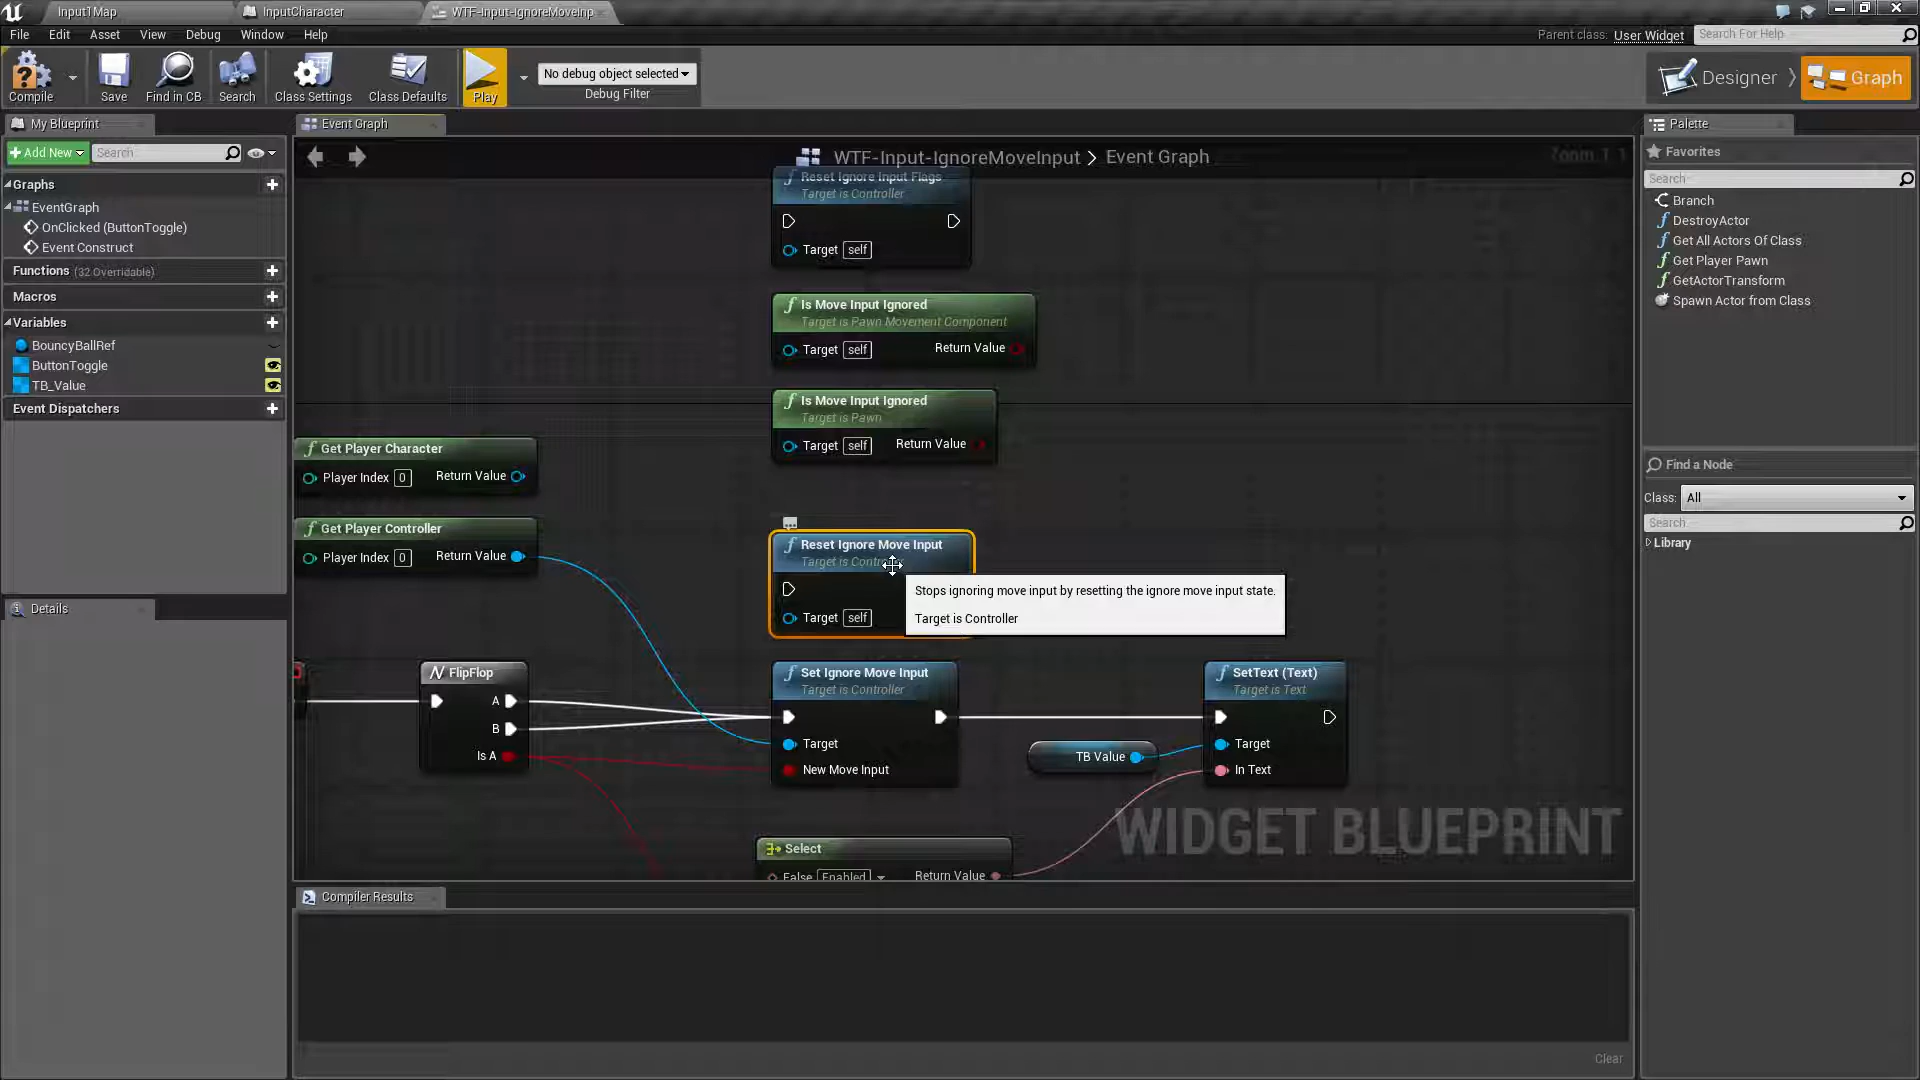 Input1Map
InputCharacter
WTF-Input-IgnoreMoveInp
File
Edit
Asset
View
Debug
Window
Help
Parent class:
User Widget
Search For Help
Compile
Save
Find in CB
Search
Class Settings
Class Defaults
Play
No debug object selected
Debug Filter
Designer
Graph
My Blueprint
Add New
Search
Graphs
EventGraph
OnClicked (ButtonToggle)
Event Construct
Functions (32 Overridable)
Macros
Variables
BouncyBallRef
ButtonToggle
TB_Value
Event Dispatchers
Details
Event Graph
WTF-Input-IgnoreMoveInput > Event Graph
Zoom 1:1
Reset Ignore Input Flags
Target is Controller
Target self
Is Move Input Ignored
Target is Pawn Movement Component
Target self Return Value
Is Move Input Ignored
Target is Pawn
Target self Return Value
Get Player Character
Player Index 0 Return Value
Get Player Controller
Player Index 0 Return Value
Reset Ignore Move Input
Target is Controller
Target self
Stops ignoring move input by resetting the ignore move input state.
Target is Controller
FlipFlop
A
B
Is A
Set Ignore Move Input
Target is Controller
Target
New Move Input
TB Value
SetText (Text)
Target is Text
Target
In Text
Select
False Enabled Return Value
WIDGET BLUEPRINT
Compiler Results
Clear
Palette
Favorites
Search
Branch
DestroyActor
Get All Actors Of Class
Get Player Pawn
GetActorTransform
Spawn Actor from Class
Find a Node
Class: All
Search
Library